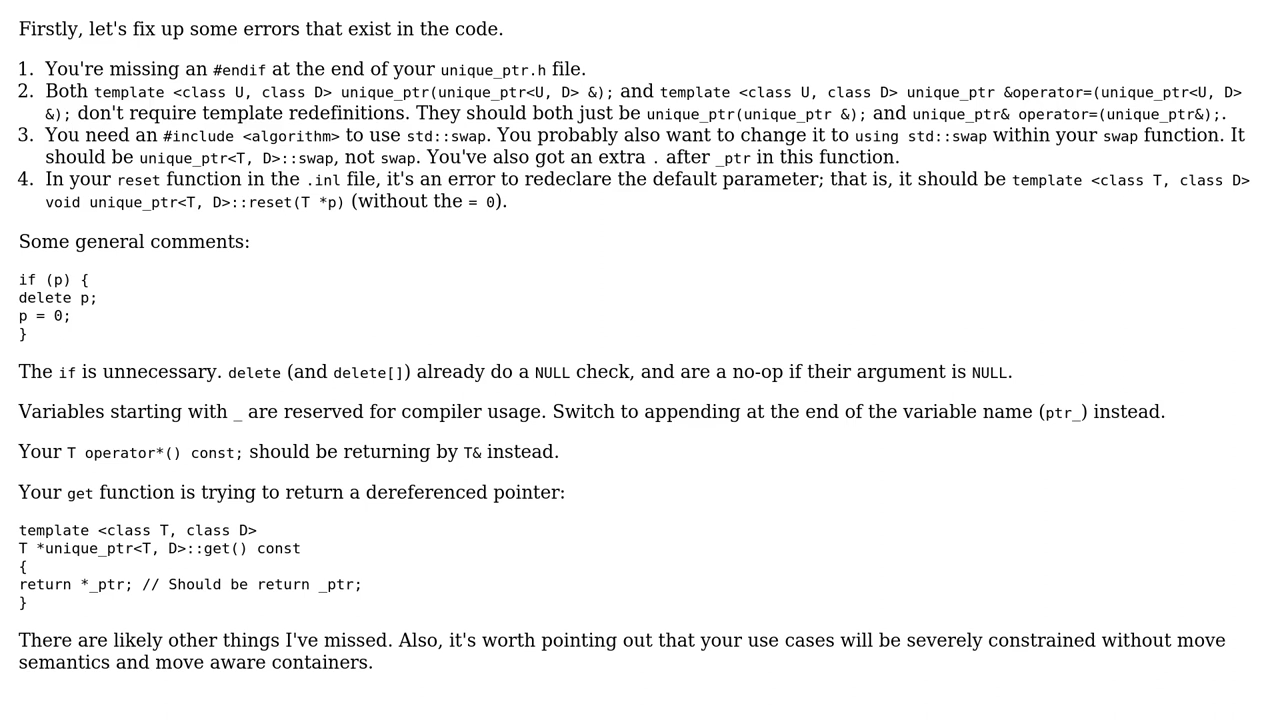 Firstly, let's fix up some errors that exist in the code.
1. You're missing an #endif at the end of your unique_ptr.h file.
2. Both template <class U, class D> unique_ptr(unique_ptr<U, D> &); and template <class U, class D> unique_ptr &operator=(unique_ptr<U, D>
&); don't require template redefinitions. They should both just be unique_ptr(unique_ptr &); and unique_ptr& operator=(unique_ptr&);.
3. You need an #include <algorithm> to use std::swap. You probably also want to change it to using std::swap within your swap function. It
should be unique_ptr<T, D>::swap, not swap. You've also got an extra . after _ptr in this function.
4. In your reset function in the .inl file, it's an error to redeclare the default parameter; that is, it should be template <class T, class D>
void unique_ptr<T, D>::reset(T *p) (without the = 0).
Some general comments:
if (p) {
delete p;
p = 0;
}
The if is unnecessary. delete (and delete[]) already do a NULL check, and are a no-op if their argument is NULL.
Variables starting with _ are reserved for compiler usage. Switch to appending at the end of the variable name (ptr_) instead.
Your T operator*() const; should be returning by T& instead.
Your get function is trying to return a dereferenced pointer:
template <class T, class D>
T *unique_ptr<T, D>::get() const
{
return *_ptr; // Should be return _ptr;
}
There are likely other things I've missed. Also, it's worth pointing out that your use cases will be severely constrained without move
semantics and move aware containers.